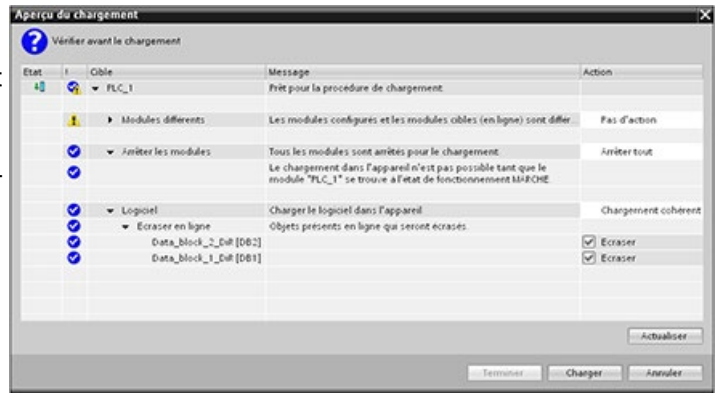 Aperçu du chargement
Vérifier avant le chargement
Etat ! Cible Message Action
PLC_1 Prêt pour la procédure de chargement.
Modules différents Les modules configurés et les modules cibles (en ligne) sont différ... Pas d'action
Arrêter les modules Tous les modules sont arrêtés pour le chargement. Arrêter tout
Le chargement dans l'appareil n'est pas possible tant que le
module "PLC_1" se trouve à l'état de fonctionnement MARCHE.
Logiciel Charger le logiciel dans l'appareil Chargement cohérent
Ecraser en ligne Objets présents en ligne qui seront écrasés.
Data_block_2_DiR [DB2] Ecraser
Data_block_1_DiR [DB1] Ecraser
Actualiser
Terminer Charger Annuler